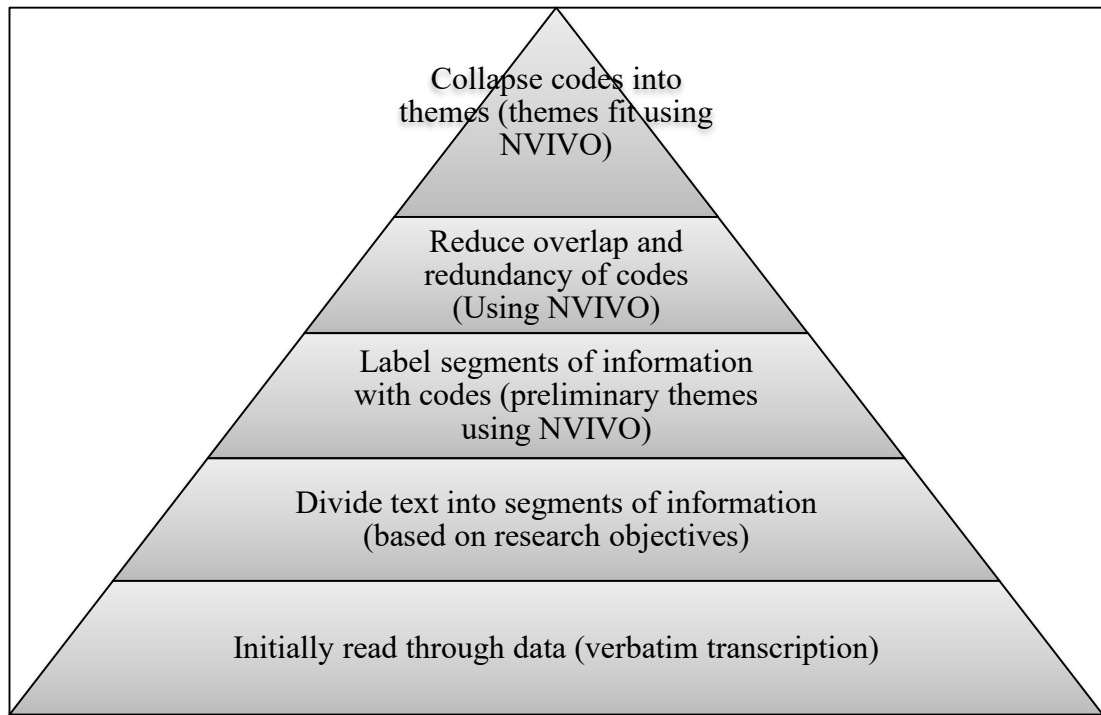 Collapse codes into
themes (themes fit using
NVIVO)
Reduce overlap and
redundancy of codes
(Using NVIVO)
Label segments of information
with codes (preliminary themes
using NVIVO)
Divide text into segments of information
(based on research objectives)
Initially read through data (verbatim transcription)